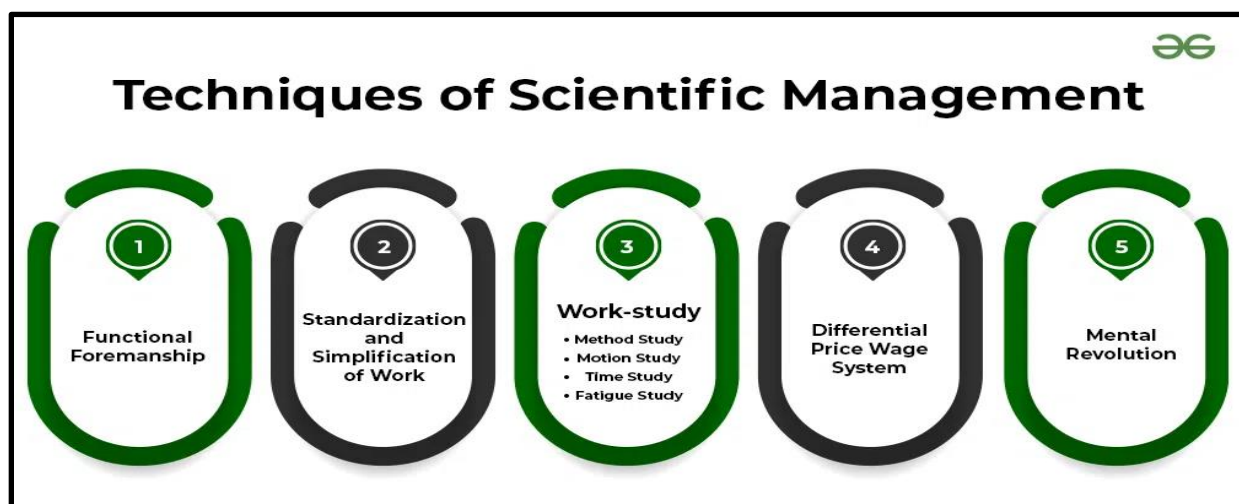 Techniques of Scientific Management
1
Functional
Foremanship
2
Standardization
and
Simplification
of Work
3
Work-study
• Method Study
• Motion Study
• Time Study
• Fatigue Study
4
Differential
Price Wage
System
5
Mental
Revolution